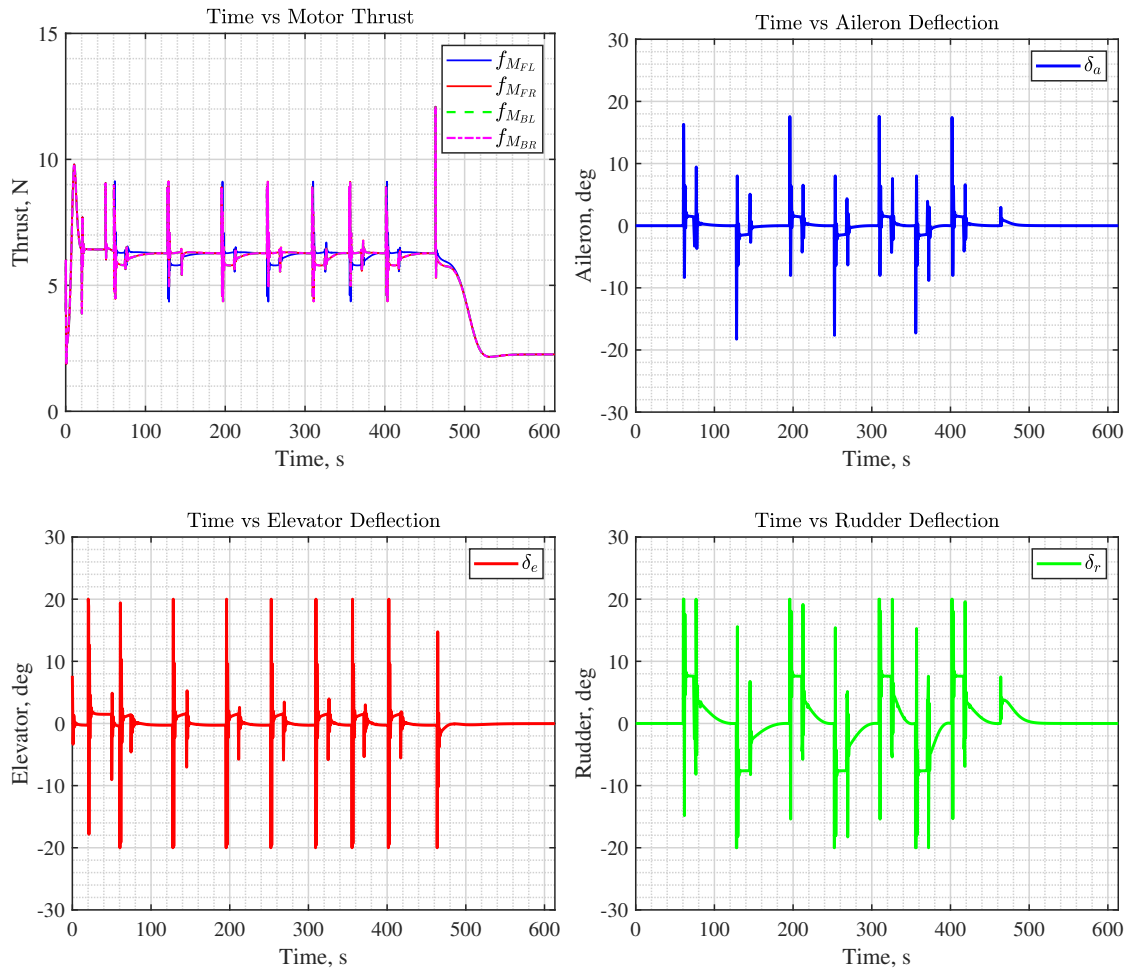 Time vs Motor Thrust
15
10
5
0
Thrust, N
0 100 200 300 400 500 600
Time, s
f_{M_{FL}}
f_{M_{FR}}
f_{M_{BL}}
f_{M_{BR}}
Time vs Aileron Deflection
30
20
10
0
-10
-20
-30
Aileron, deg
0 100 200 300 400 500 600
Time, s
δ_a
Time vs Elevator Deflection
30
20
10
0
-10
-20
-30
Elevator, deg
0 100 200 300 400 500 600
Time, s
δ_e
Time vs Rudder Deflection
30
20
10
0
-10
-20
-30
Rudder, deg
0 100 200 300 400 500 600
Time, s
δ_r